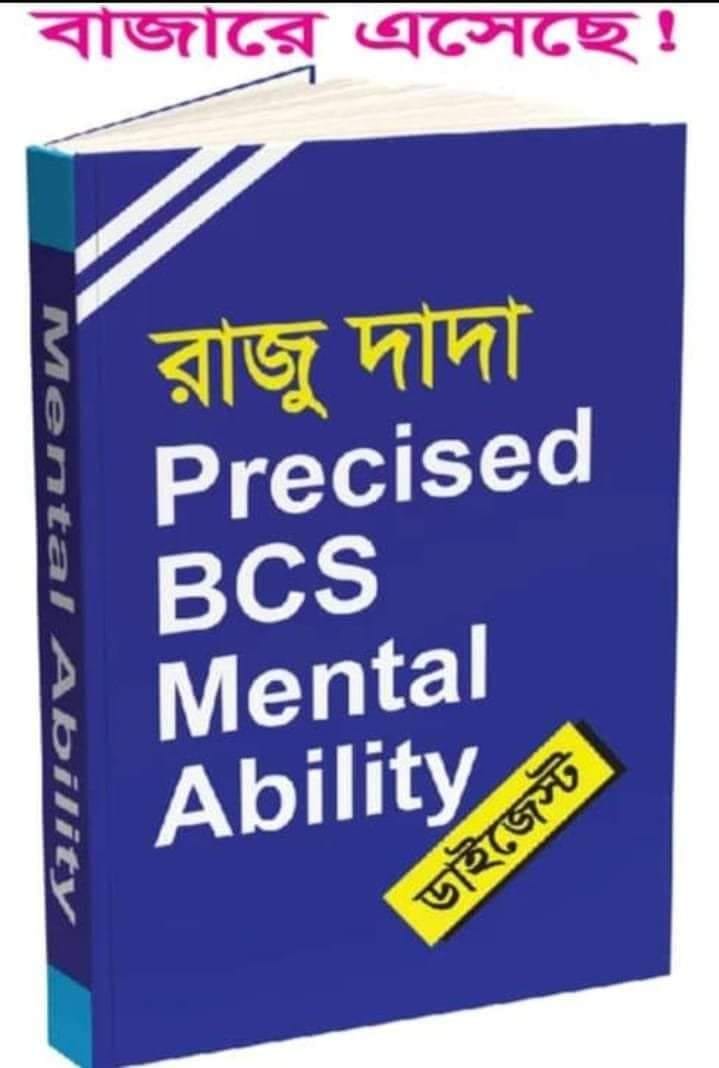 বাজারে এসেছে!
রাজু দাদা
Precised
BCS
Mental
Ability
ডাইজেস্ট
Mental Ability